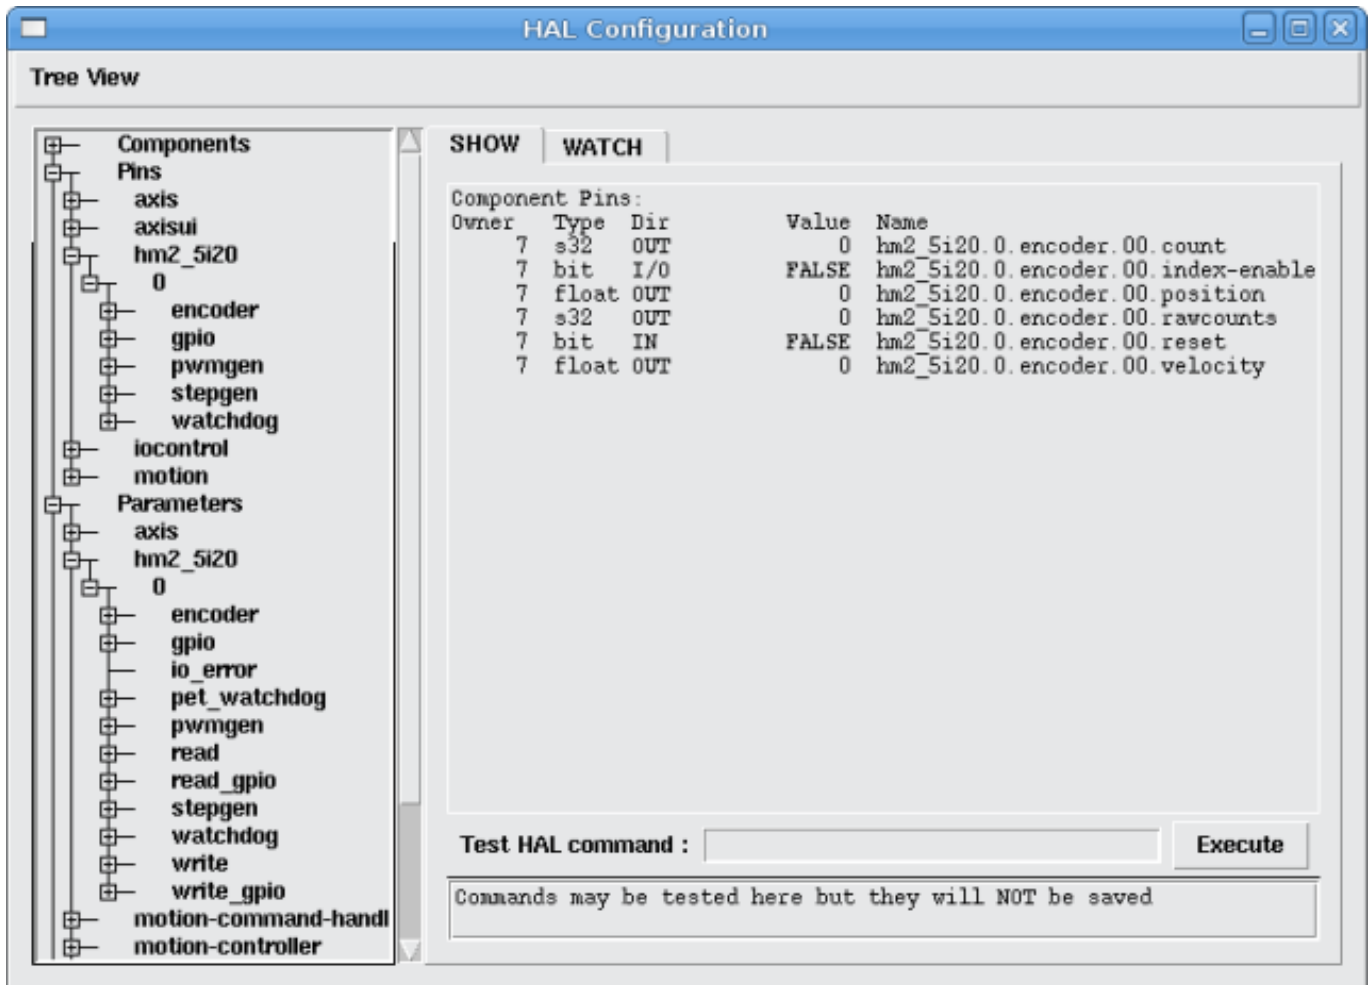 HAL Configuration
Tree View
Components
Pins
axis
axisui
hm2_5i20
0
encoder
gpio
pwmgen
stepgen
watchdog
iocontrol
motion
Parameters
axis
hm2_5i20
0
encoder
gpio
io_error
pet_watchdog
pwmgen
read
read_gpio
stepgen
watchdog
write
write_gpio
motion-command-handl
motion-controller
SHOW WATCH
Component Pins:
Owner Type Dir Value Name
7 s32 OUT 0 hm2_5i20.0.encoder.00.count
7 bit I/O FALSE hm2_5i20.0.encoder.00.index-enable
7 float OUT 0 hm2_5i20.0.encoder.00.position
7 s32 OUT 0 hm2_5i20.0.encoder.00.rawcounts
7 bit IN FALSE hm2_5i20.0.encoder.00.reset
7 float OUT 0 hm2_5i20.0.encoder.00.velocity
Test HAL command : Execute
Commands may be tested here but they will NOT be saved